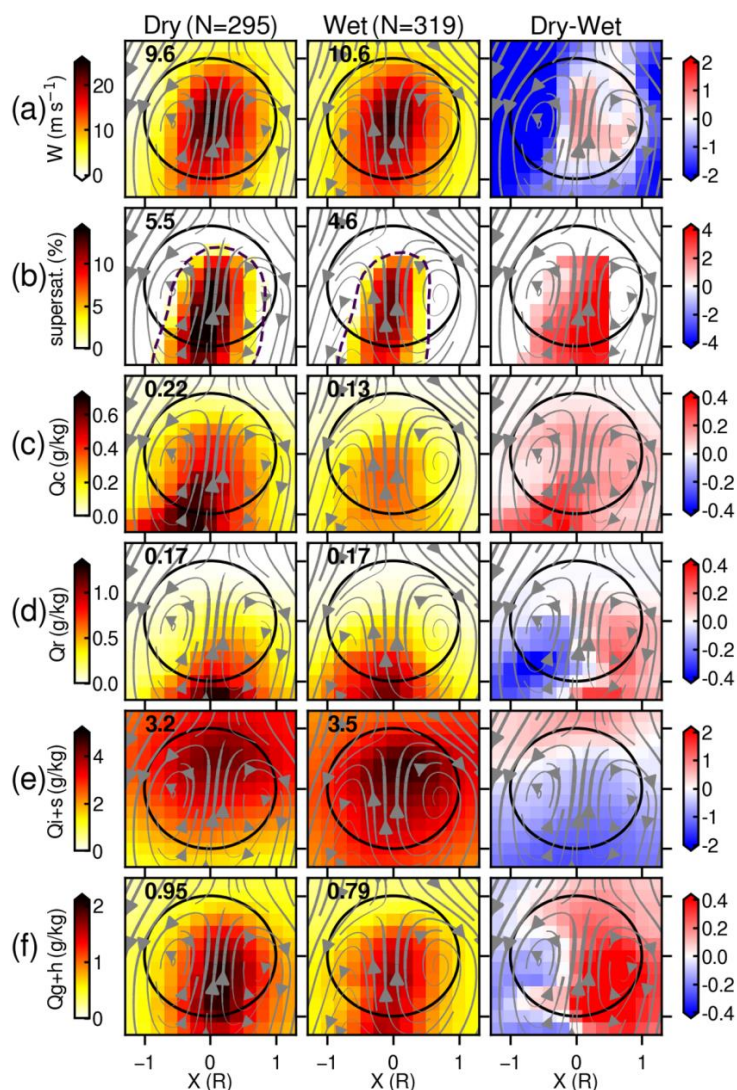 Dry (N=295) Wet (N=319) Dry-Wet
(a) W (m s⁻¹) 20 10 0 9.6 10.6 2 1 0 -1 -2
(b) supersat. (%) 10 5 0 5.5 4.6 4 2 0 -2 -4
(c) Qc (g/kg) 0.6 0.4 0.2 0.0 0.22 0.13 0.4 0.2 0.0 -0.2 -0.4
(d) Qr (g/kg) 1.0 0.5 0.0 0.17 0.17 0.4 0.2 0.0 -0.2 -0.4
(e) Qi+s (g/kg) 4 2 0 3.2 3.5 2 1 0 -1 -2
(f) Qg+h (g/kg) 2 1 0 0.95 0.79 0.4 0.2 0.0 -0.2 -0.4
−1 0 1 −1 0 1 −1 0 1
X (R) X (R) X (R)